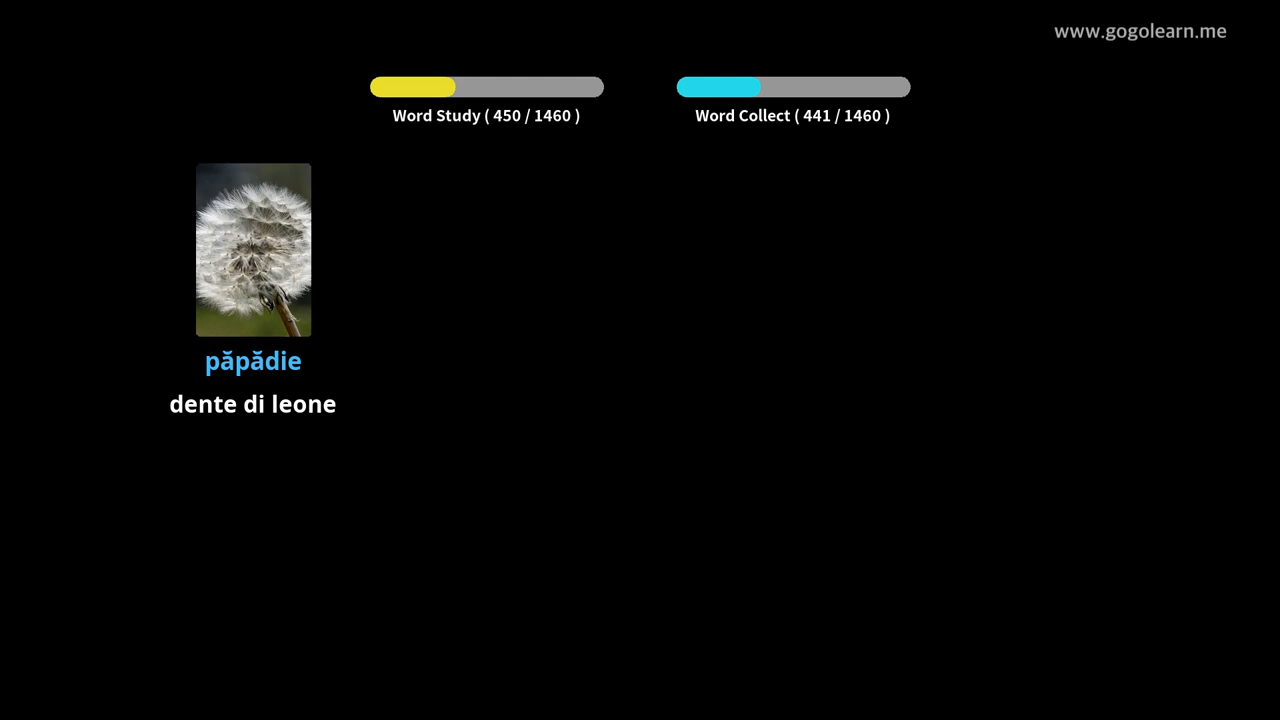 www.gogolearn.me
Word Study ( 450 / 1460 )
Word Collect ( 441 / 1460 )
păpădie
dente di leone